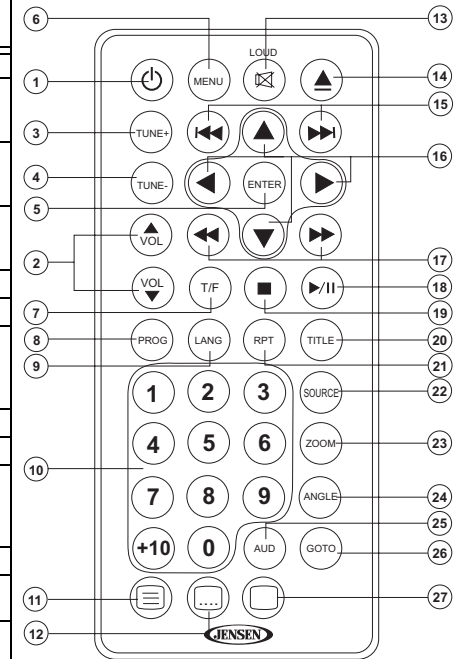 6
13
LOUD
1
MENU
14
15
3
TUNE+
16
4
TUNE-
ENTER
5
2
VOL
17
VOL
T/F
18
7
19
8
PROG
LANG
RPT
TITLE
20
9
21
1
2
3
SOURCE
22
4
5
6
ZOOM
23
10
7
8
9
ANGLE
24
25
+10
0
AUD
GOTO
26
11
....
27
12
JENSEN